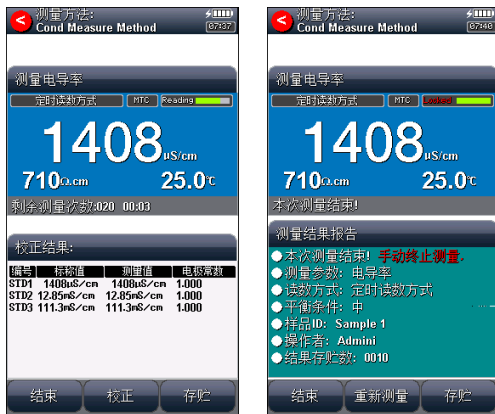 测量方法:
Cond Measure Method
07:37
测量电导率
定时读数方式 MTC Reading
1408 μS/cm
710Ω.cm 25.0℃
剩余测量次数:020 00:03
校正结果:
编号 标称值 测量值 电极常数
STD1 1408uS/cm 1408uS/cm 1.000
STD2 12.85mS/cm 12.85mS/cm 1.000
STD3 111.3mS/cm 111.3mS/cm 1.000
结束 校正 存贮
测量方法:
Cond Measure Method
07:40
测量电导率
定时读数方式 MTC Locked
1408 μS/cm
710Ω.cm 25.0℃
本次测量结束!
测量结果报告
本次测量结束! 手动终止测量.
测量参数: 电导率
读数方式: 定时读数方式
平衡条件: 中
样品ID: Sample 1
操作者: Admini
结果存贮数: 0010
结束 重新测量 存贮